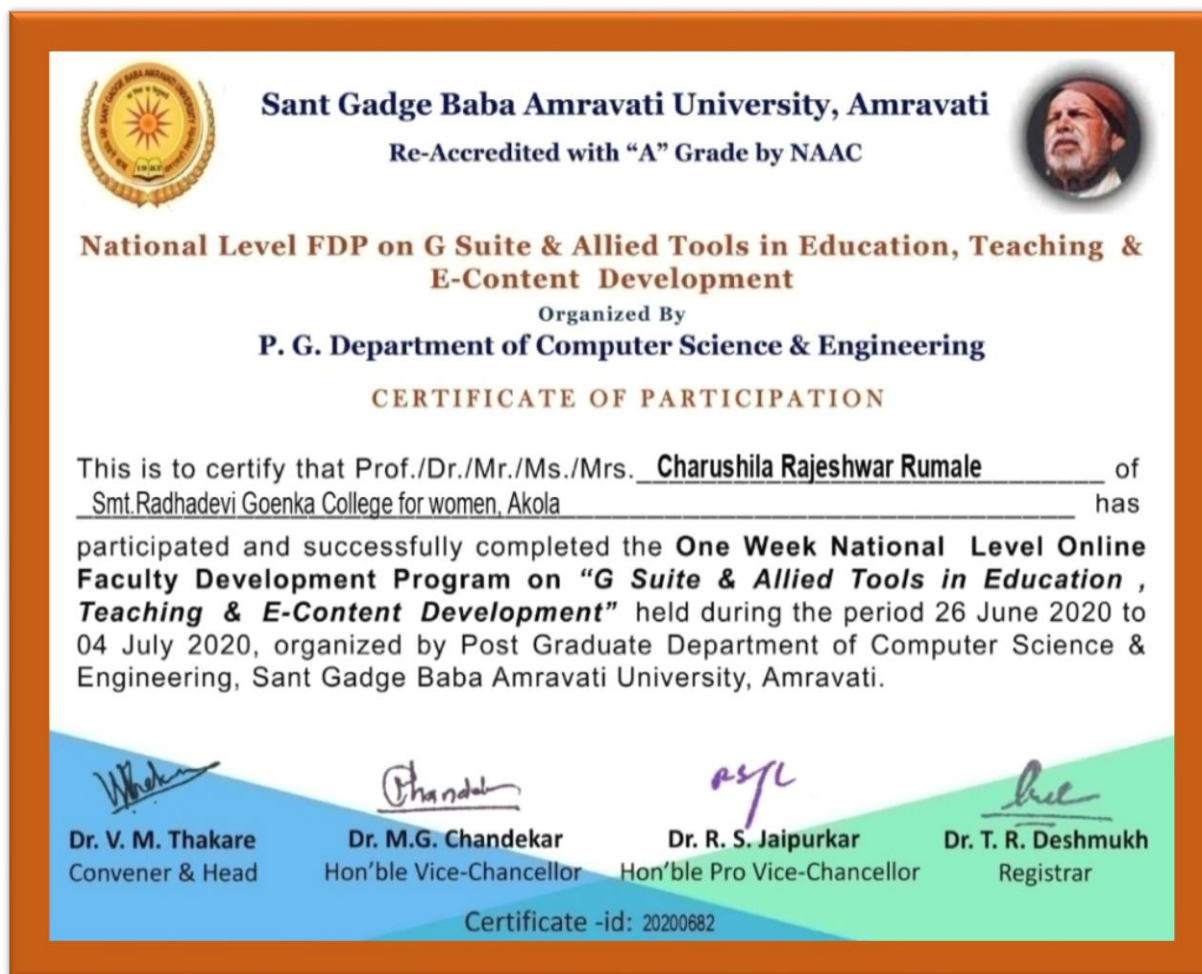 Sant Gadge Baba Amravati University, Amravati
Re-Accredited with “A” Grade by NAAC
1983
National Level FDP on G Suite & Allied Tools in Education, Teaching &
E-Content Development
Organized By
P. G. Department of Computer Science & Engineering
CERTIFICATE OF PARTICIPATION
This is to certify that Prof./Dr./Mr./Ms./Mrs. Charushila Rajeshwar Rumale of
Smt.Radhadevi Goenka College for women, Akola has
participated and successfully completed the One Week National Level Online
Faculty Development Program on “G Suite & Allied Tools in Education ,
Teaching & E-Content Development” held during the period 26 June 2020 to
04 July 2020, organized by Post Graduate Department of Computer Science &
Engineering, Sant Gadge Baba Amravati University, Amravati.
Dr. V. M. Thakare Dr. M.G. Chandekar Dr. R. S. Jaipurkar Dr. T. R. Deshmukh
Convener & Head Hon’ble Vice-Chancellor Hon’ble Pro Vice-Chancellor Registrar
Certificate -id: 20200682